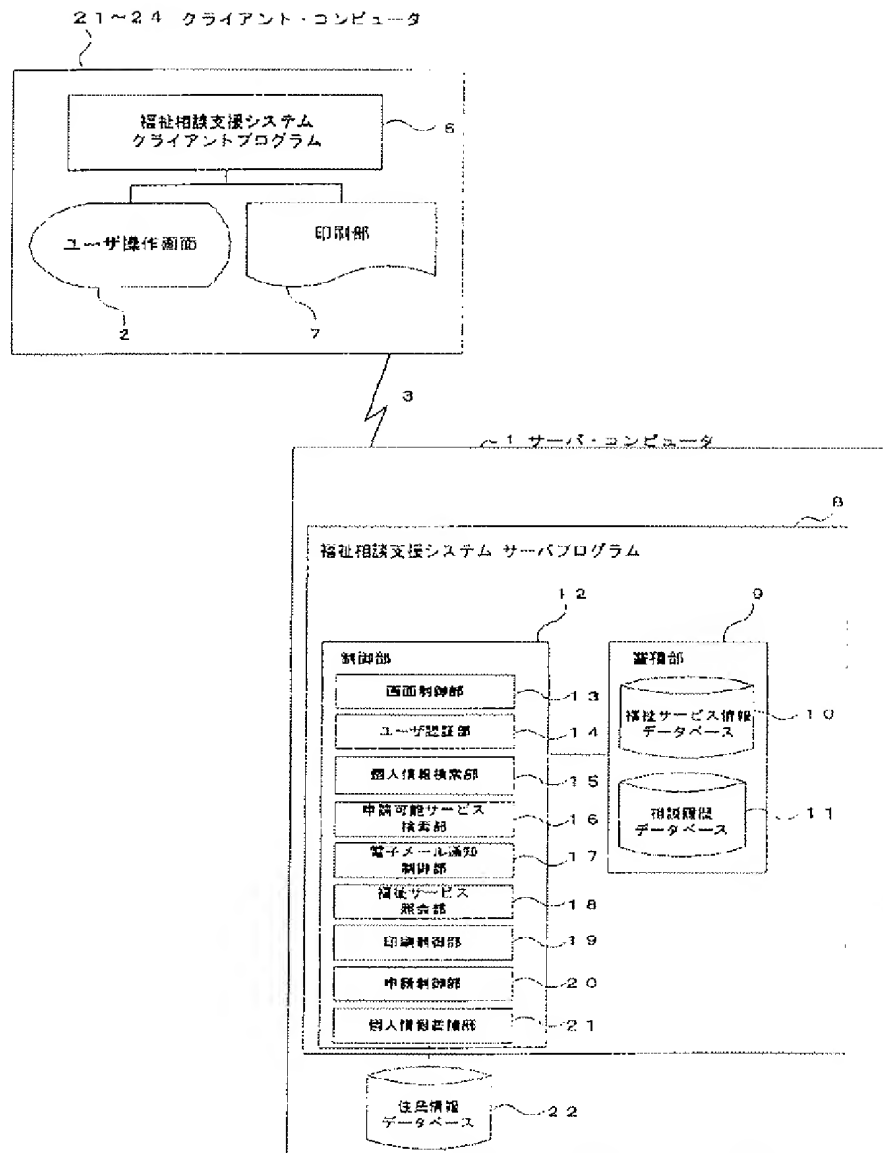 21~24 クライアント・コンピュータ
福祉相談支援システム
クライアントプログラム
6
ユーザ操作画面
印刷部
2
7
3
1 サーバ・コンピュータ
8
福祉相談支援システム サーバプログラム
12
9
制御部
蓄積部
画面制御部
13
福祉サービス情報
データベース
10
ユーザ認証部
14
個人情報検索部
15
申請可能サービス
検索部
16
相談履歴
データベース
11
電子メール通知
制御部
17
福祉サービス
照会部
18
印刷制御部
19
申請制御部
20
個人情報蓄積部
21
住民情報
データベース
22